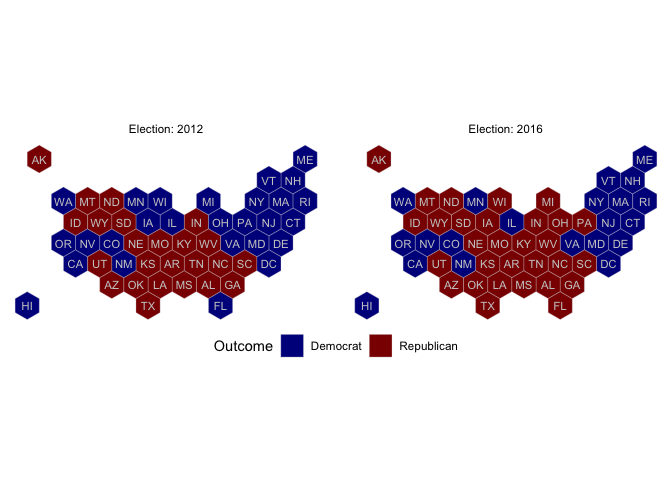 Election: 2012
Election: 2016
AK
ME
VT NH
WA MT ND MN WI MI NY MA RI
ID WY SD IA IL IN OH PA NJ CT
OR NV CO NE MO KY WV VA MD DE
CA UT NM KS AR TN NC SC DC
AZ OK LA MS AL GA
HI TX FL
AK
ME
VT NH
WA MT ND MN WI MI NY MA RI
ID WY SD IA IL IN OH PA NJ CT
OR NV CO NE MO KY WV VA MD DE
CA UT NM KS AR TN NC SC DC
AZ OK LA MS AL GA
HI TX FL
Outcome Democrat Republican